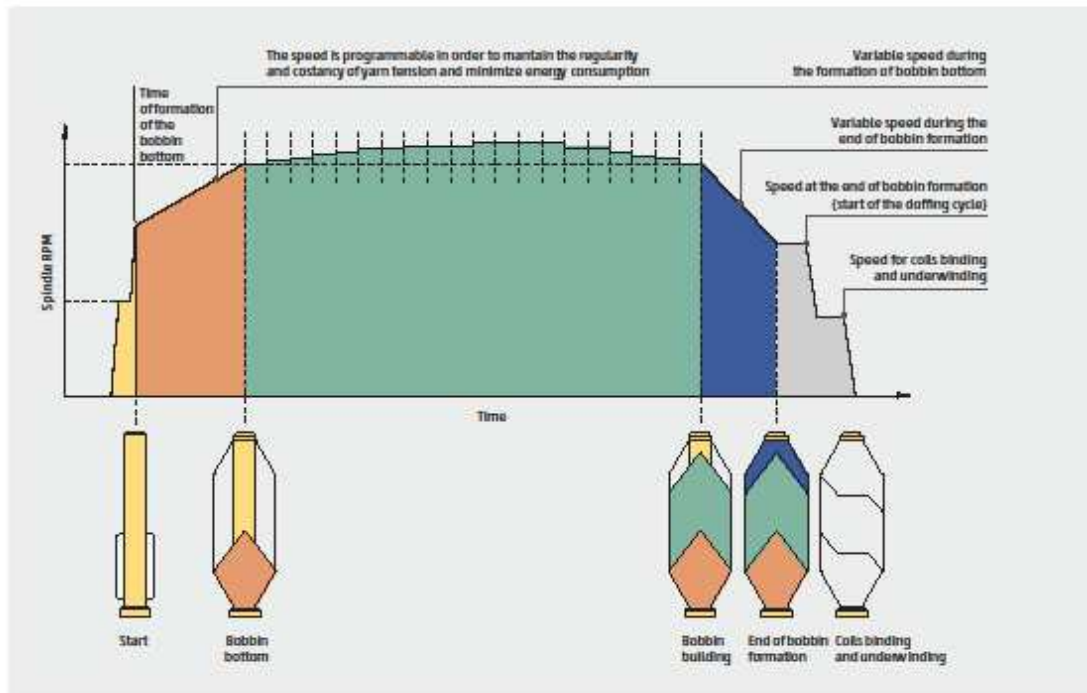 The speed is programmable in order to mantain the regularity
and costancy of yarn tension and minimize energy consumption
Variable speed during
the formation of bobbin bottom
Time
of formation
of the
bobbin
bottom
Variable speed during the
end of bobbin formation
Speed at the end of bobbin formation
(start of the doffing cycle)
Speed for coils binding
and underwinding
Spindle RPM
Time
Start
Bobbin
bottom
Bobbin
building
End of bobbin
formation
Coils binding
and underwinding